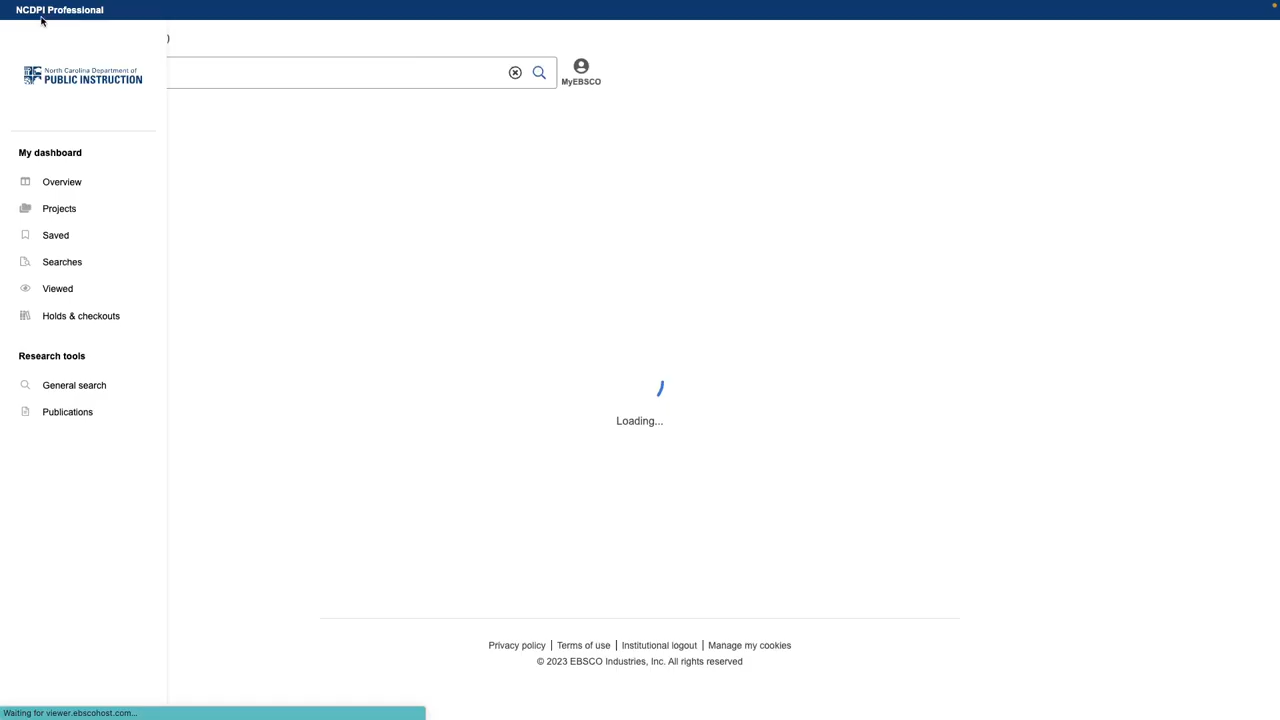 NCDPI Professional
)
North Carolina Department of
PUBLIC INSTRUCTION
MyEBSCO
My dashboard
Overview
Projects
Saved
Searches
Viewed
Holds & checkouts
Research tools
General search
Publications
Loading...
Privacy policy | Terms of use | Institutional logout | Manage my cookies
© 2023 EBSCO Industries, Inc. All rights reserved
Waiting for viewer.ebscohost.com...